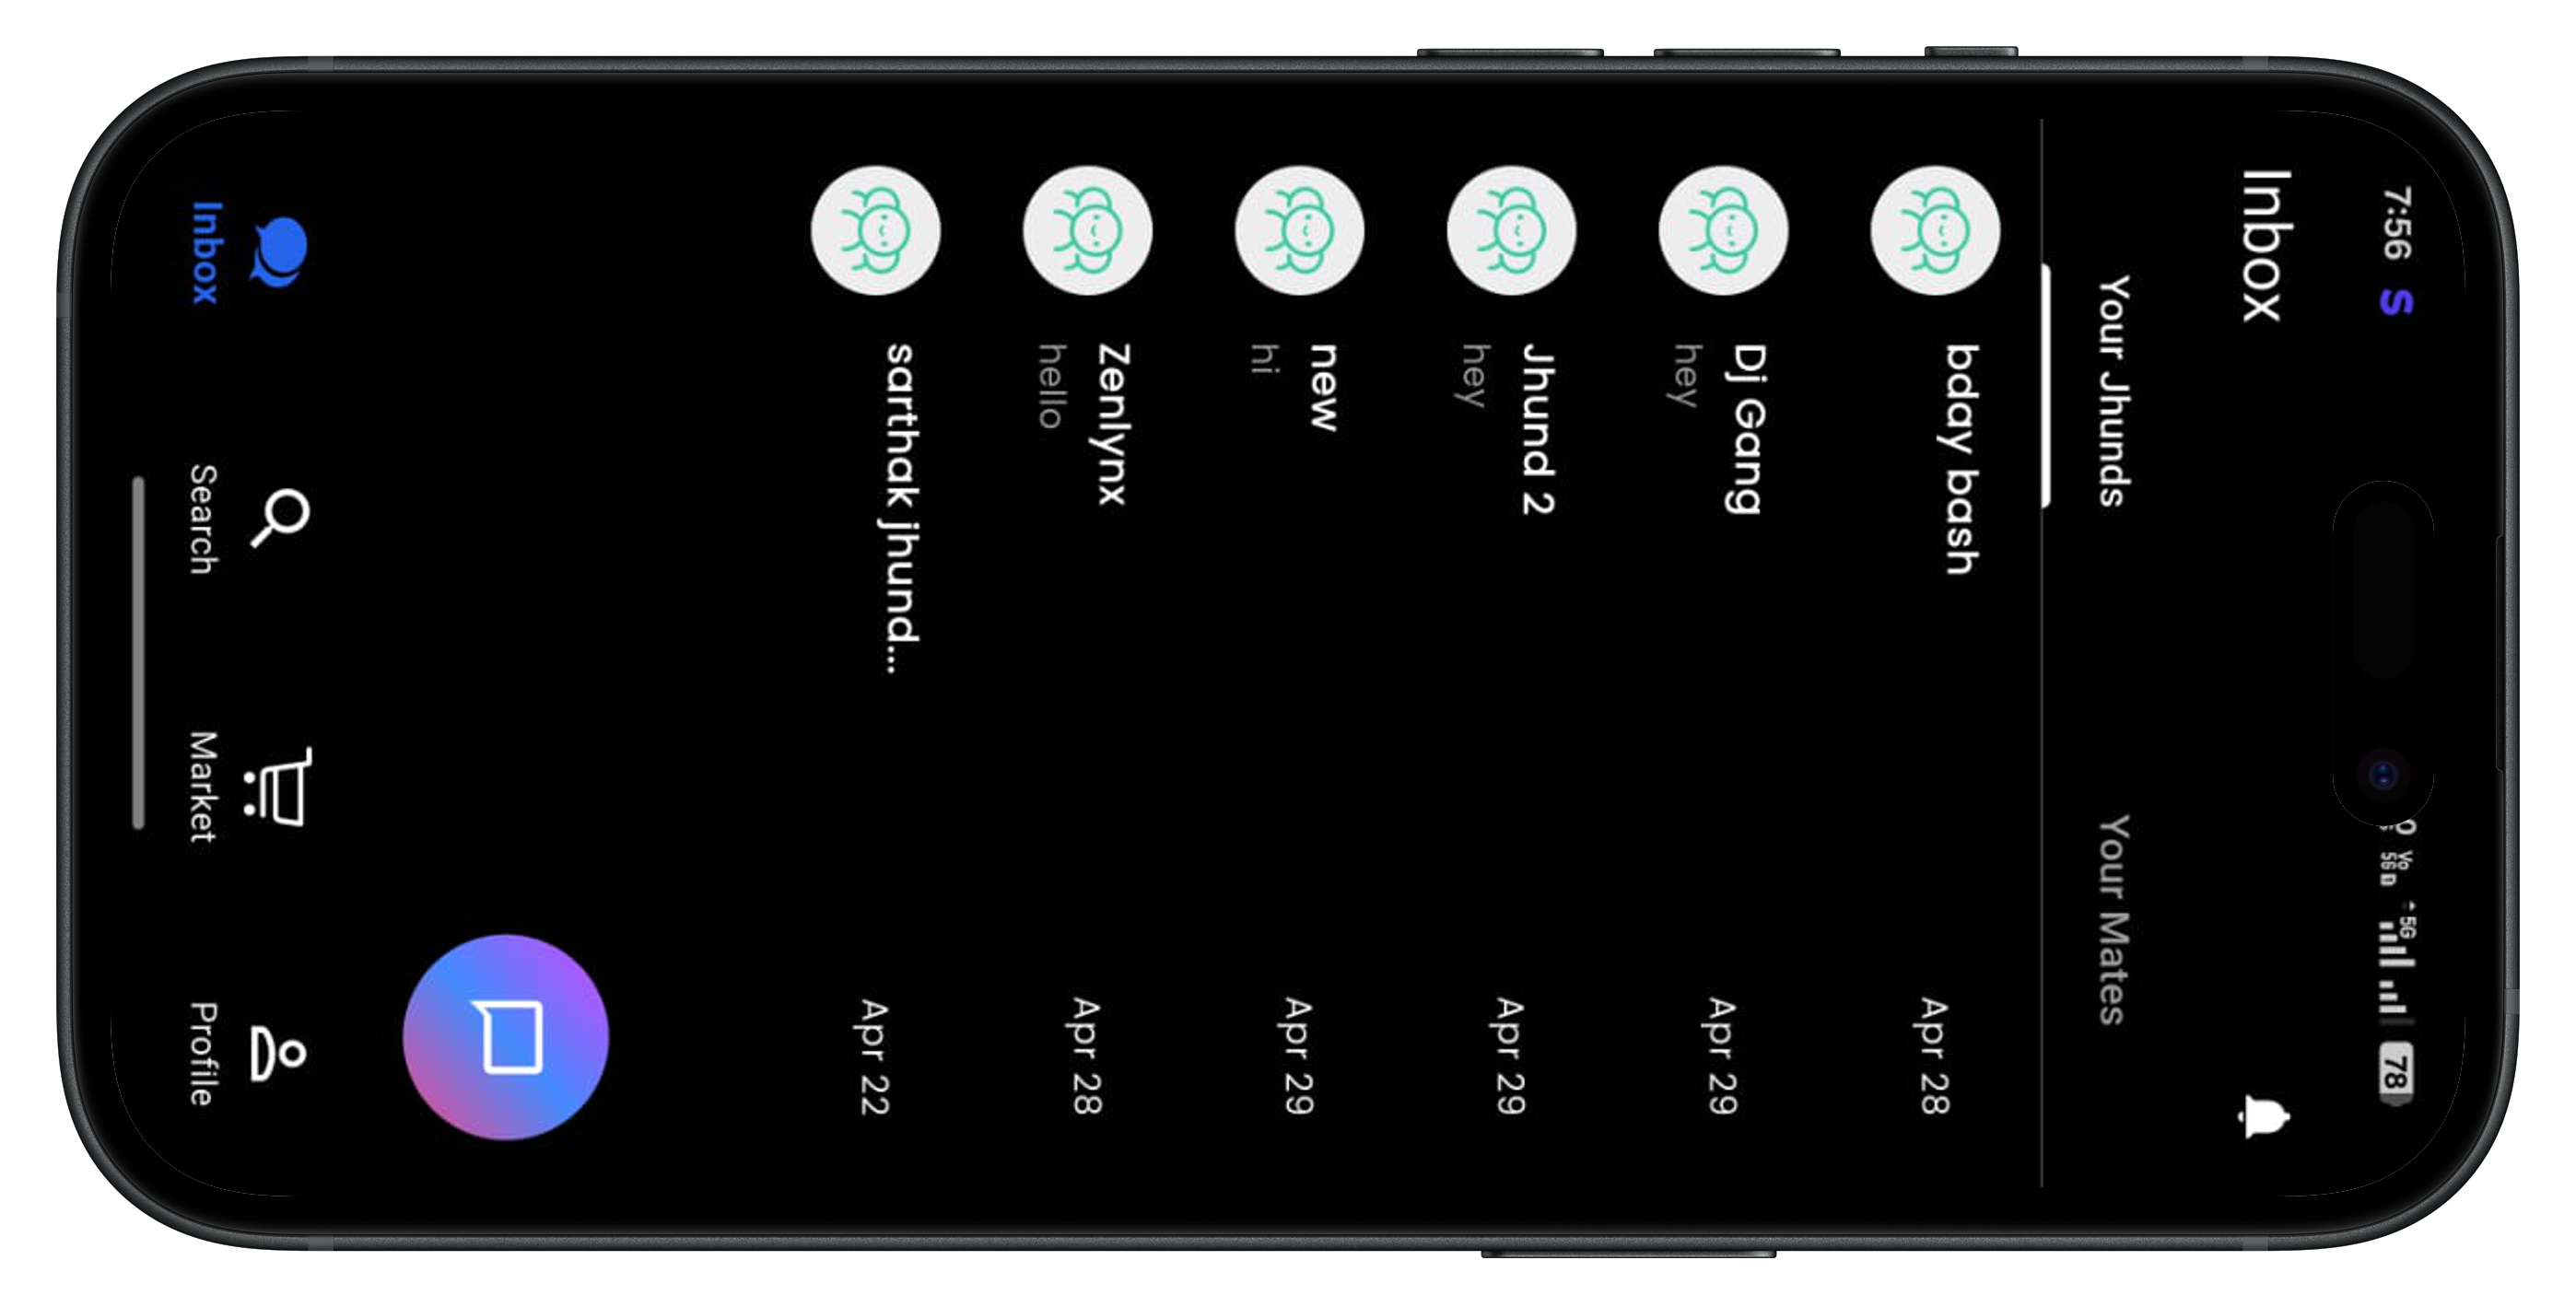 7:56 S
5G
78
Inbox
Your Jhunds Your Mates
bday bash Apr 28
Dj Gang Apr 29
hey
Jhund 2 Apr 29
hey
new Apr 29
hi
Zenlynx Apr 28
hello
sarthak jhund... Apr 22
Inbox Search Market Profile